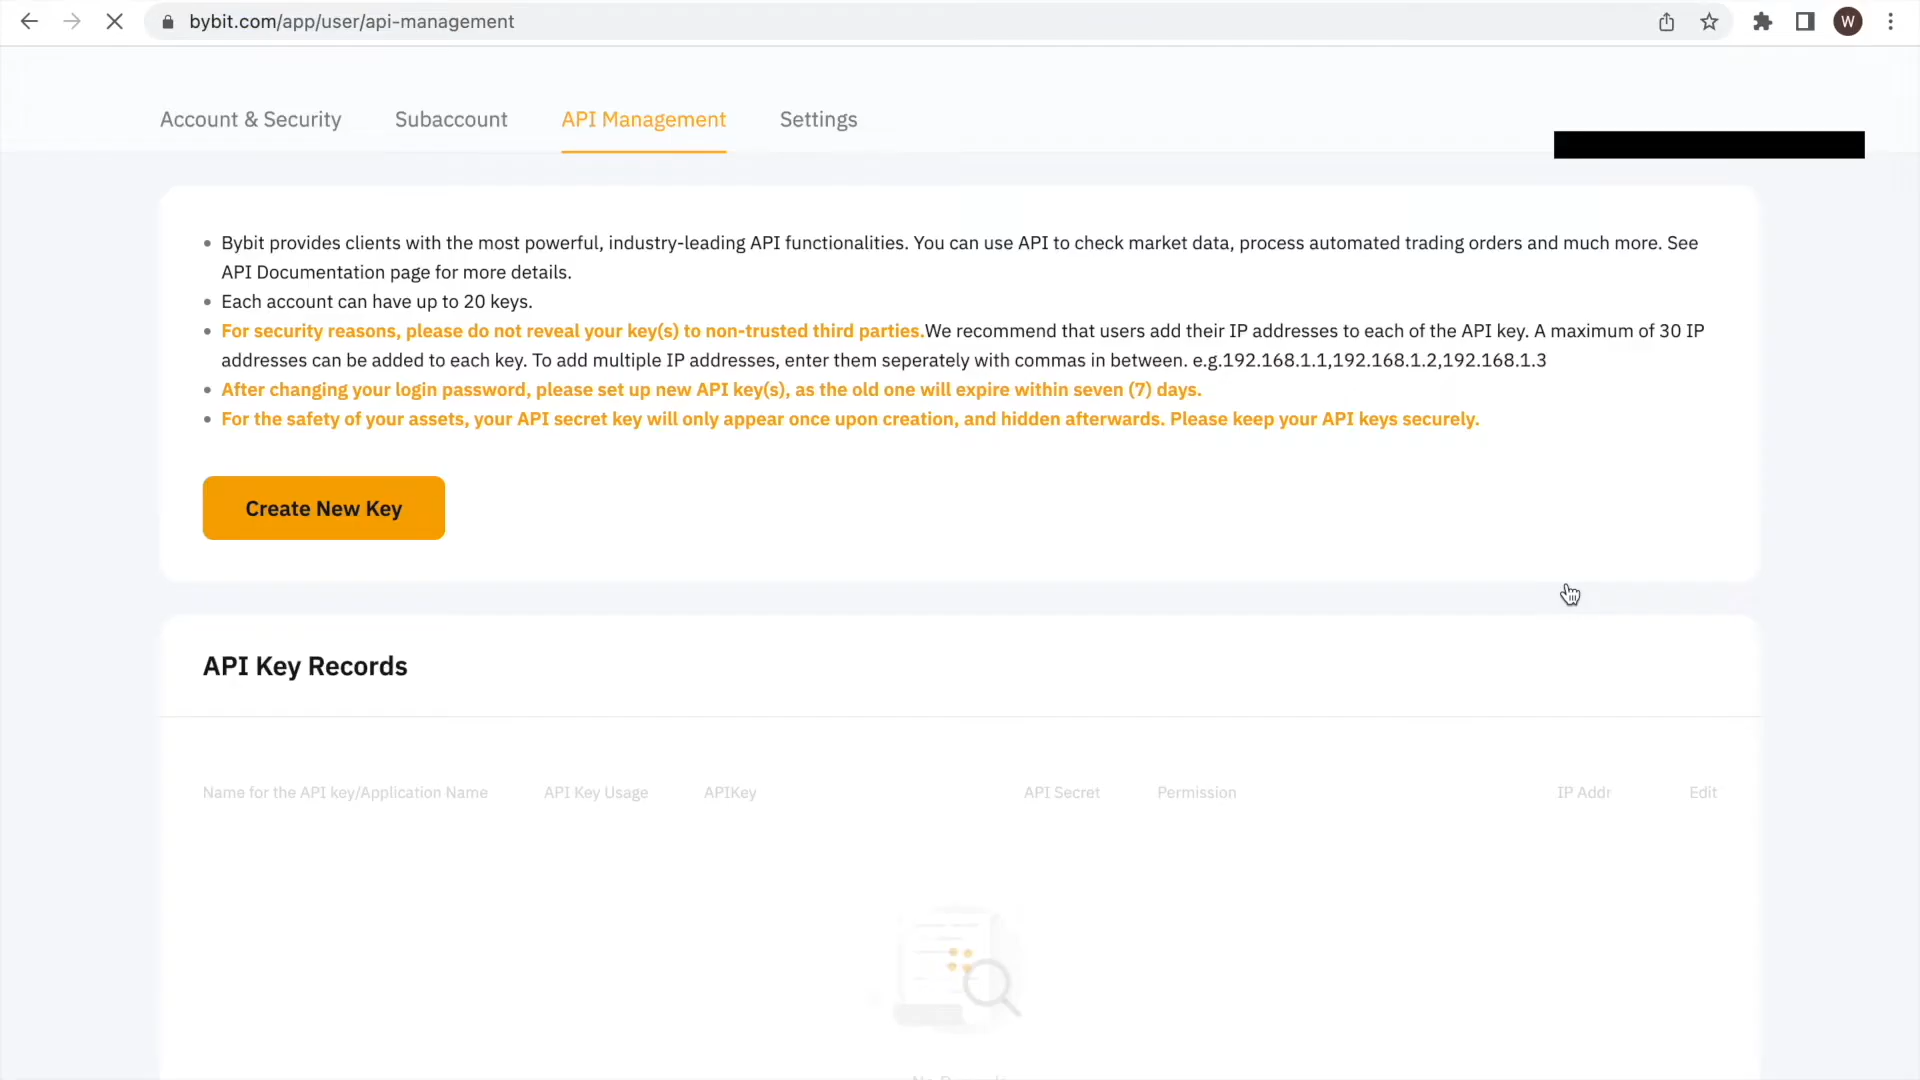 bybit.com/app/user/api-management
W
Account & Security
Subaccount
API Management
Settings
Bybit provides clients with the most powerful, industry-leading API functionalities. You can use API to check market data, process automated trading orders and much more. See
API Documentation page for more details.
Each account can have up to 20 keys.
For security reasons, please do not reveal your key(s) to non-trusted third parties.We recommend that users add their IP addresses to each of the API key. A maximum of 30 IP
addresses can be added to each key. To add multiple IP addresses, enter them seperately with commas in between. e.g.192.168.1.1,192.168.1.2,192.168.1.3
After changing your login password, please set up new API key(s), as the old one will expire within seven (7) days.
For the safety of your assets, your API secret key will only appear once upon creation, and hidden afterwards. Please keep your API keys securely.
Create New Key
API Key Records
Name for the API key/Application Name
API Key Usage
APIKey
API Secret
Permission
IP Addr
Edit